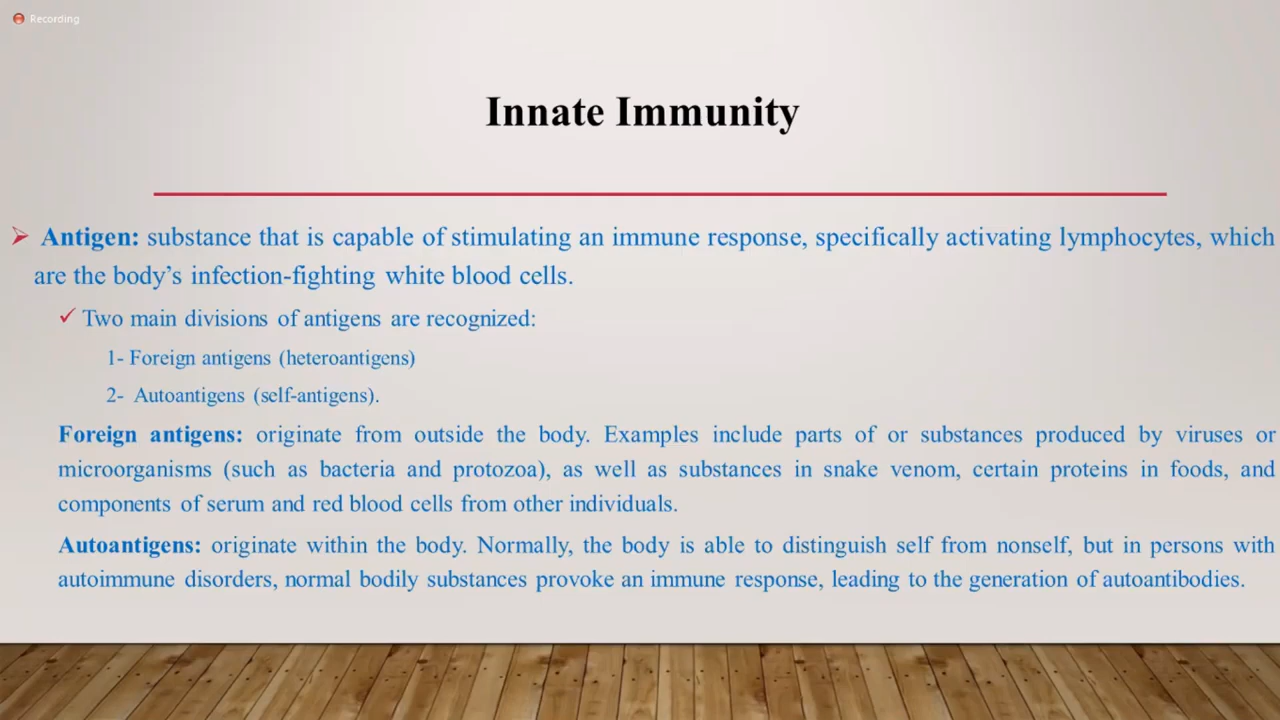 Recording
Innate Immunity
➢ Antigen: substance that is capable of stimulating an immune response, specifically activating lymphocytes, which
are the body’s infection-fighting white blood cells.
✓ Two main divisions of antigens are recognized:
1- Foreign antigens (heteroantigens)
2- Autoantigens (self-antigens).
Foreign antigens: originate from outside the body. Examples include parts of or substances produced by viruses or
microorganisms (such as bacteria and protozoa), as well as substances in snake venom, certain proteins in foods, and
components of serum and red blood cells from other individuals.
Autoantigens: originate within the body. Normally, the body is able to distinguish self from nonself, but in persons with
autoimmune disorders, normal bodily substances provoke an immune response, leading to the generation of autoantibodies.